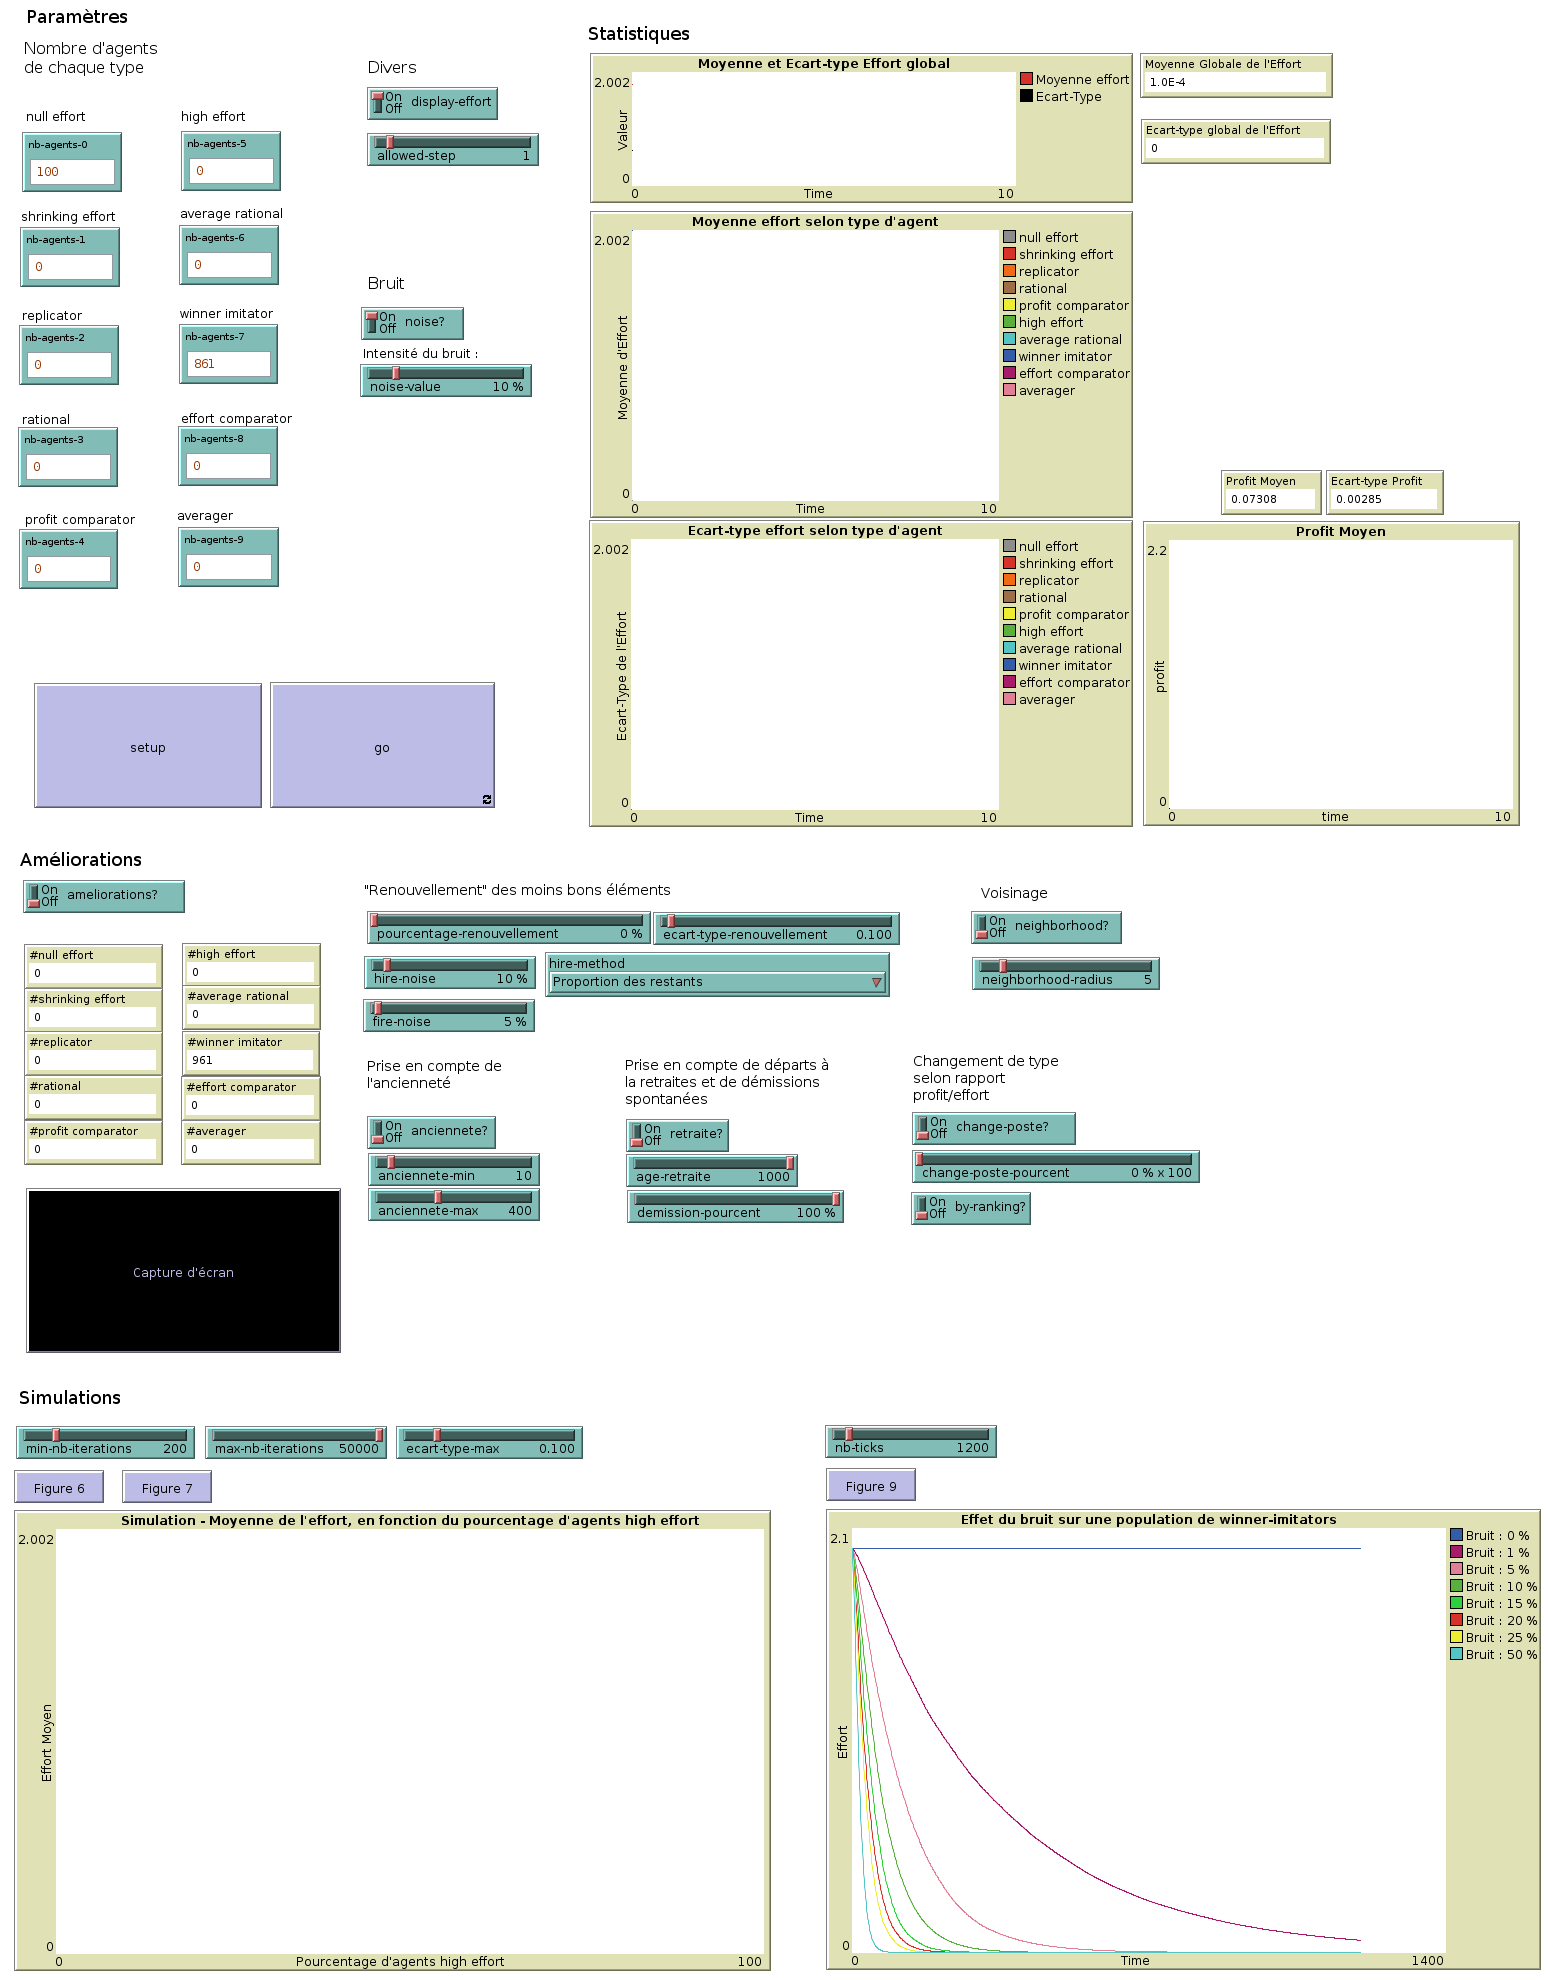 Paramètres
Nombre d'agents
de chaque type
null effort
nb-agents-0
100
high effort
nb-agents-5
0
shrinking effort
nb-agents-1
0
average rational
nb-agents-6
0
replicator
nb-agents-2
0
winner imitator
nb-agents-7
861
rational
nb-agents-3
0
effort comparator
nb-agents-8
0
profit comparator
nb-agents-4
0
averager
nb-agents-9
0
Divers
On
Off
display-effort
allowed-step 1
Bruit
On
Off
noise?
Intensité du bruit :
noise-value 10 %
setup
go
Statistiques
Moyenne et Ecart-type Effort global
2.002
Valeur
0
0 Time 10
Moyenne effort
Ecart-Type
Moyenne Globale de l'Effort
1.0E-4
Ecart-type global de l'Effort
0
Moyenne effort selon type d'agent
2.002
Moyenne d'Effort
0
0 Time 10
null effort
shrinking effort
replicator
rational
profit comparator
high effort
average rational
winner imitator
effort comparator
averager
Ecart-type effort selon type d'agent
2.002
Ecart-Type de l'Effort
0
0 Time 10
null effort
shrinking effort
replicator
rational
profit comparator
high effort
average rational
winner imitator
effort comparator
averager
Profit Moyen
0.07308
Ecart-type Profit
0.00285
Profit Moyen
2.2
profit
0
0 time 10
Améliorations
On
Off
ameliorations?
#null effort
0
#high effort
0
#shrinking effort
0
#average rational
0
#replicator
0
#winner imitator
961
#rational
0
#effort comparator
0
#profit comparator
0
#averager
0
Capture d'écran
"Renouvellement" des moins bons éléments
pourcentage-renouvellement 0 %
ecart-type-renouvellement 0.100
hire-noise 10 %
hire-method
Proportion des restants
fire-noise 5 %
Voisinage
On
Off
neighborhood?
neighborhood-radius 5
Prise en compte de
l'ancienneté
On
Off
anciennete?
anciennete-min 10
anciennete-max 400
Prise en compte de départs à
la retraites et de démissions
spontanées
On
Off
retraite?
age-retraite 1000
demission-pourcent 100 %
Changement de type
selon rapport
profit/effort
On
Off
change-poste?
change-poste-pourcent 0 % x 100
On
Off
by-ranking?
Simulations
min-nb-iterations 200
max-nb-iterations 50000
ecart-type-max 0.100
Figure 6
Figure 7
Simulation - Moyenne de l'effort, en fonction du pourcentage d'agents high effort
2.002
Effort Moyen
0
0 Pourcentage d'agents high effort 100
nb-ticks 1200
Figure 9
Effet du bruit sur une population de winner-imitators
2.1
Effort
0
0 Time 1400
Bruit : 0 %
Bruit : 1 %
Bruit : 5 %
Bruit : 10 %
Bruit : 15 %
Bruit : 20 %
Bruit : 25 %
Bruit : 50 %